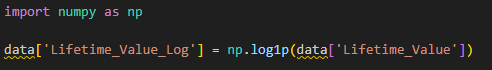 import numpy as np
data['Lifetime_Value_Log'] = np.log1p(data['Lifetime_Value'])